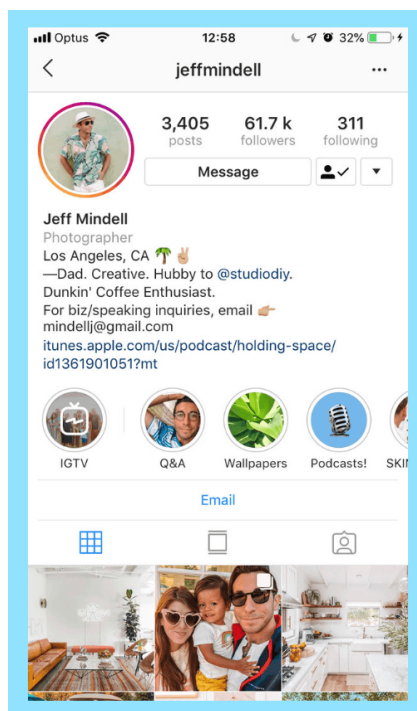 Optus 12:58 32%
jeffmindell
3,405 61.7 k 311
posts followers following
Message
Jeff Mindell
Photographer
Los Angeles, CA 🌴 ✌🏼
—Dad. Creative. Hubby to @studiodiy.
Dunkin' Coffee Enthusiast.
For biz/speaking inquiries, email 👉🏼
mindellj@gmail.com
itunes.apple.com/us/podcast/holding-space/
id1361901051?mt
IGTV Q&A Wallpapers Podcasts! SKI
Email